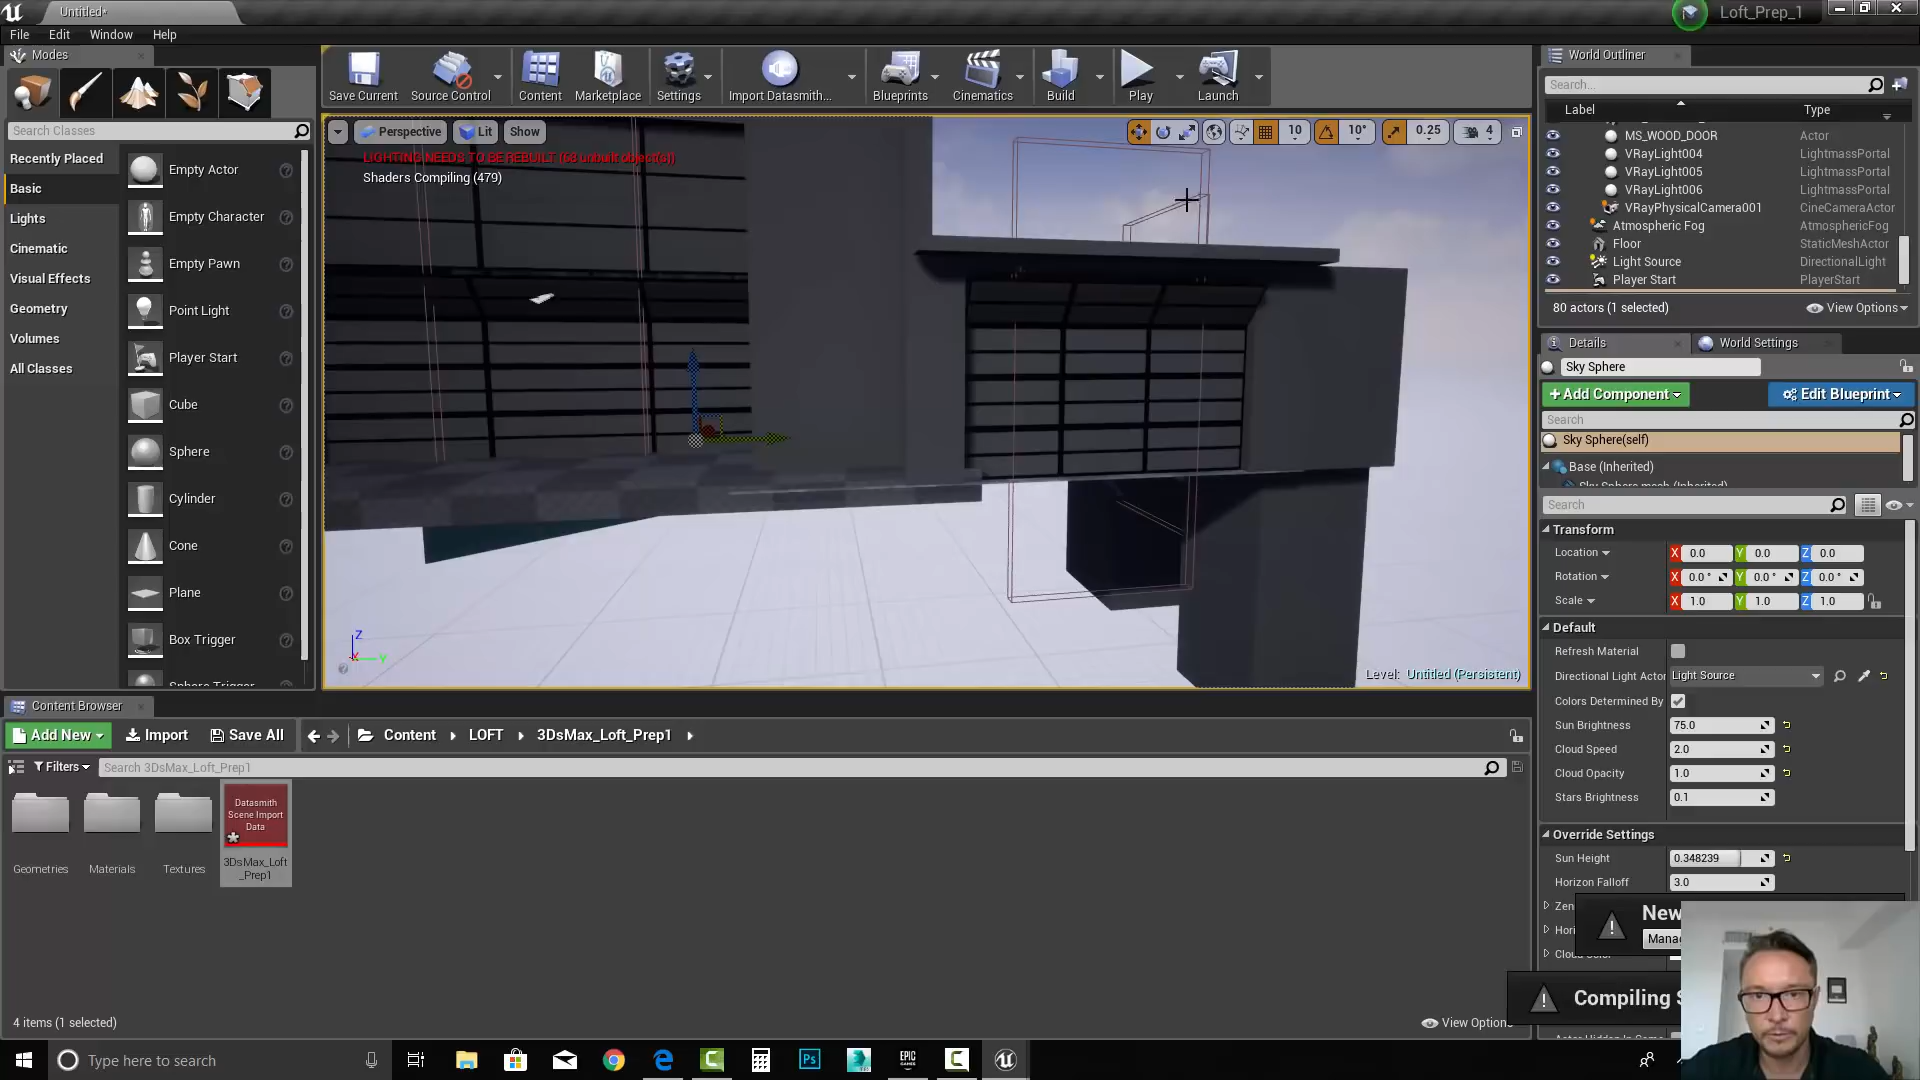 Untitled*
Loft_Prep_1
File Edit Window Help
Modes
Search Classes
Recently Placed
Basic
Lights
Cinematic
Visual Effects
Geometry
Volumes
All Classes
Empty Actor
Empty Character
Empty Pawn
Point Light
Player Start
Cube
Sphere
Cylinder
Cone
Plane
Box Trigger
Sphere Trigger
Save Current
Source Control
Content
Marketplace
Settings
Import Datasmith...
Blueprints
Cinematics
Build
Play
Launch
Perspective Lit Show
10 10° 0.25 4
LIGHTING NEEDS TO BE REBUILT (68 unbuilt object(s))
Shaders Compiling (479)
Z
X Y
Level: Untitled (Persistent)
World Outliner
Search...
Label Type
MS_WOOD_DOOR Actor
VRayLight004 LightmassPortal
VRayLight005 LightmassPortal
VRayLight006 LightmassPortal
VRayPhysicalCamera001 CineCameraActor
Atmospheric Fog AtmosphericFog
Floor StaticMeshActor
Light Source DirectionalLight
Player Start PlayerStart
80 actors (1 selected)
View Options
Details World Settings
Sky Sphere
+Add Component Edit Blueprint
Search
Sky Sphere(self)
Base (Inherited)
Sky Sphere mesh (Inherited)
Search
Transform
Location X 0.0 Y 0.0 Z 0.0
Rotation X 0.0 ° Y 0.0 ° Z 0.0 °
Scale X 1.0 Y 1.0 Z 1.0
Default
Refresh Material
Directional Light Actor Light Source
Colors Determined By
Sun Brightness 75.0
Cloud Speed 2.0
Cloud Opacity 1.0
Stars Brightness 0.1
Override Settings
Sun Height 0.348239
Horizon Falloff 3.0
Zen
Hori
Cloud Color
New
Mana
Compiling S
Content Browser
Add New Import Save All Content LOFT 3DsMax_Loft_Prep1
Filters Search 3DsMax_Loft_Prep1
Datasmith
Scene Import
Data
Geometries
Materials
Textures
3DsMax_Loft
_Prep1
4 items (1 selected)
View Options
Type here to search
Ps
EPIC
GAMES